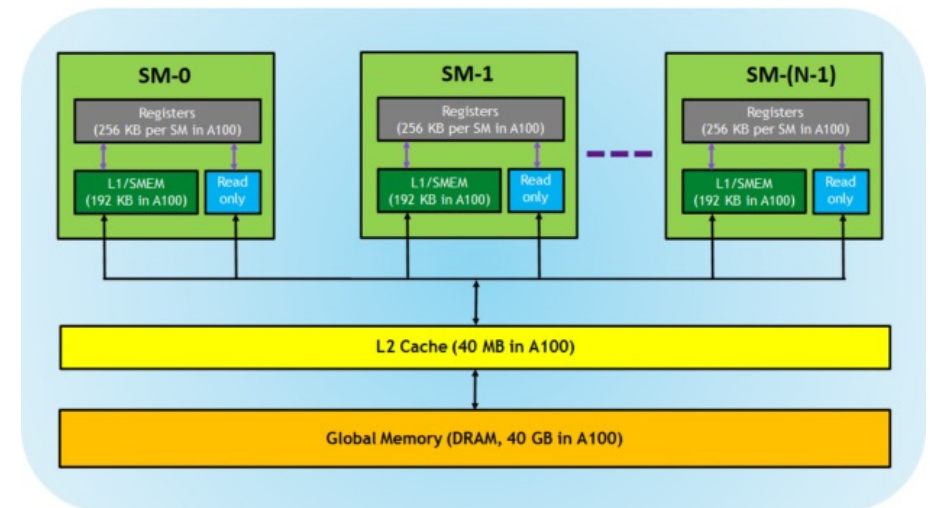 SM-0
Registers
(256 KB per SM in A100)
L1/SMEM
(192 KB in A100)
Read
only
SM-1
Registers
(256 KB per SM in A100)
L1/SMEM
(192 KB in A100)
Read
only
SM-(N-1)
Registers
(256 KB per SM in A100)
L1/SMEM
(192 KB in A100)
Read
only
L2 Cache (40 MB in A100)
Global Memory (DRAM, 40 GB in A100)